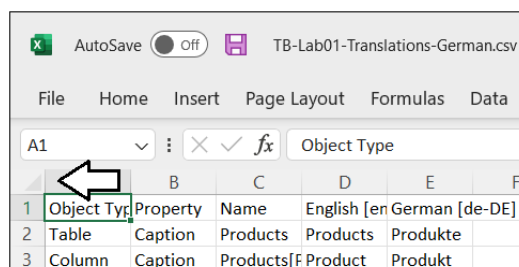 AutoSave Off TB-Lab01-Translations-German.csv
File Home Insert Page Layout Formulas Data
A1 fx Object Type
B C D E F
1 Object Typ Property Name English [en German [de-DE]
2 Table Caption Products Products Produkte
3 Column Caption Products[P Product Produkt